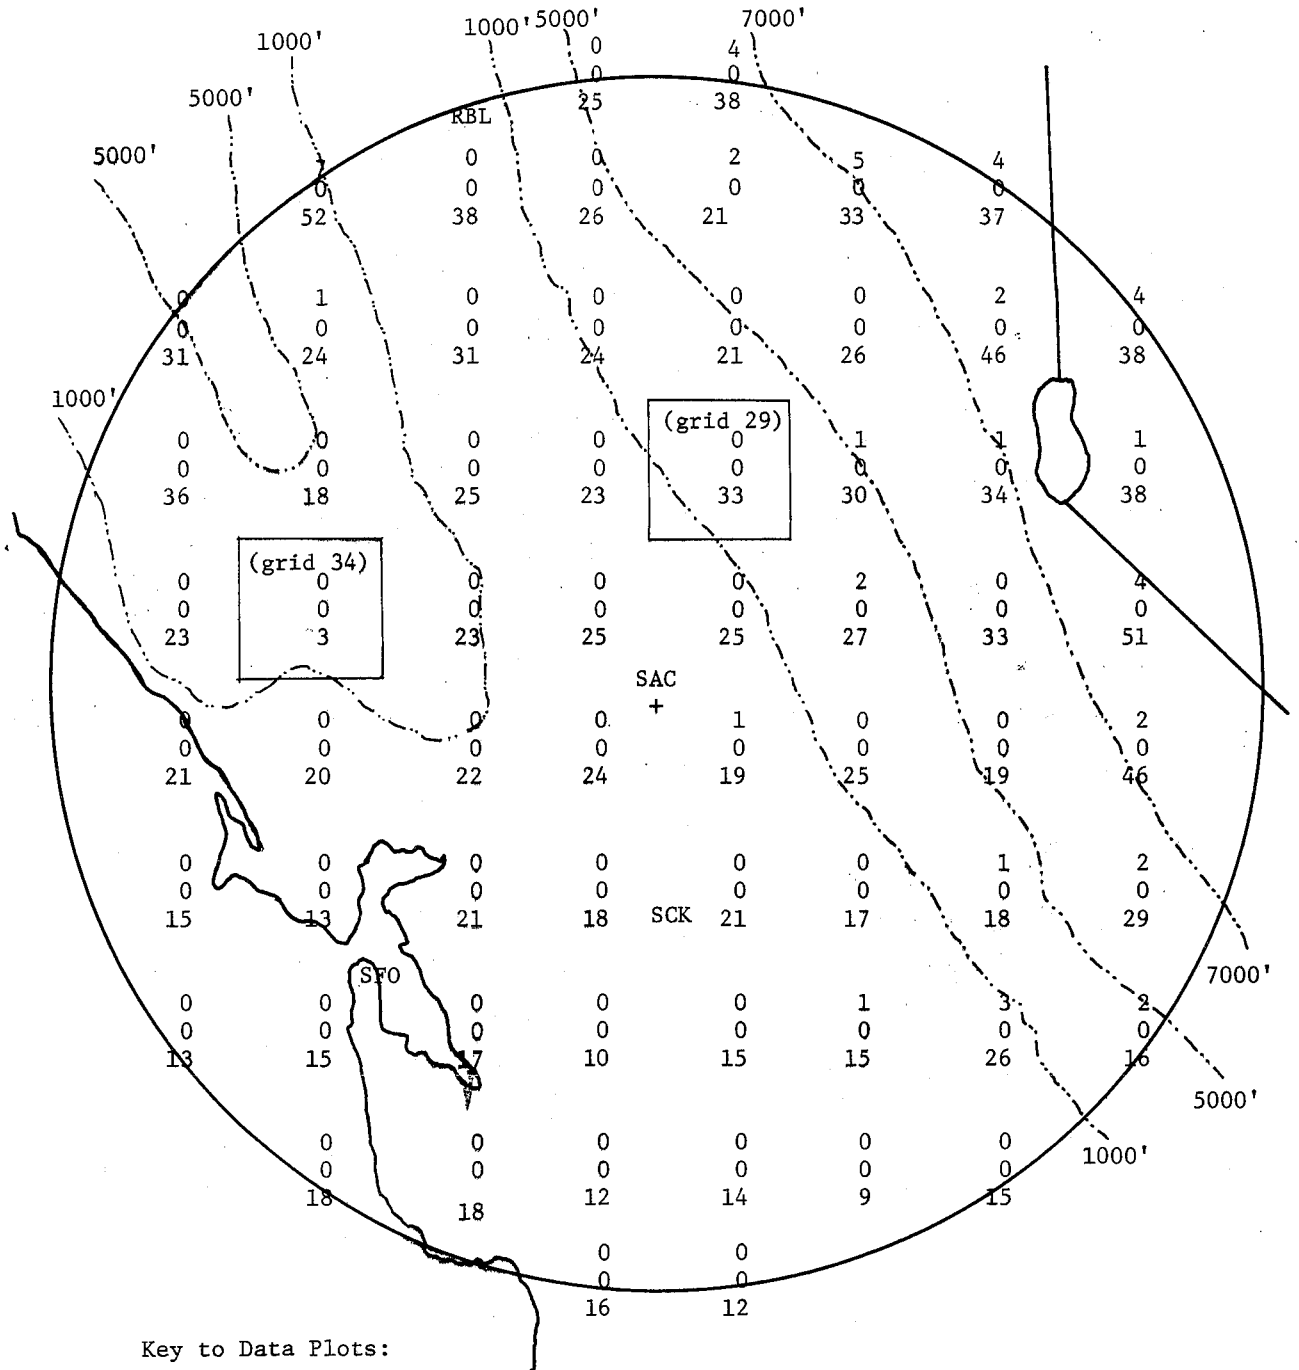 1000' 5000' 7000'
1000'
0 4
5000'
0 0
RBL 25 38
5000' 7 0 0 2 5 4
0 0 0 0 0 0
52 38 26 21 33 37
0 1 0 0 0 0 2 4
0 0 0 0 0 0 0 0
31 24 31 24 21 26 46 38
1000'
(grid 29)
0 0 0 0 0 1 1 1
0 0 0 0 0 0 0 0
36 18 25 23 33 30 34 38
(grid 34)
0 0 0 0 0 2 0 4
0 0 0 0 0 0 0 0
23 3 23 25 25 27 33 51
SAC
+
0 0 0 0 1 0 0 2
0 0 0 0 0 0 0 0
21 20 22 24 19 25 19 46
0 0 0 0 0 0 1 2
0 0 0 0 0 0 0 0
15 13 21 18 SCK 21 17 18 29
SFO 7000'
0 0 0 0 0 1 3 2
0 0 0 0 0 0 0 0
13 15 17 10 15 15 26 16
5000'
0 0 0 0 0 0
1000'
0 0 0 0 0 0
18 18 12 14 9 15
0 0
0 0
16 12
Key to Data Plots: